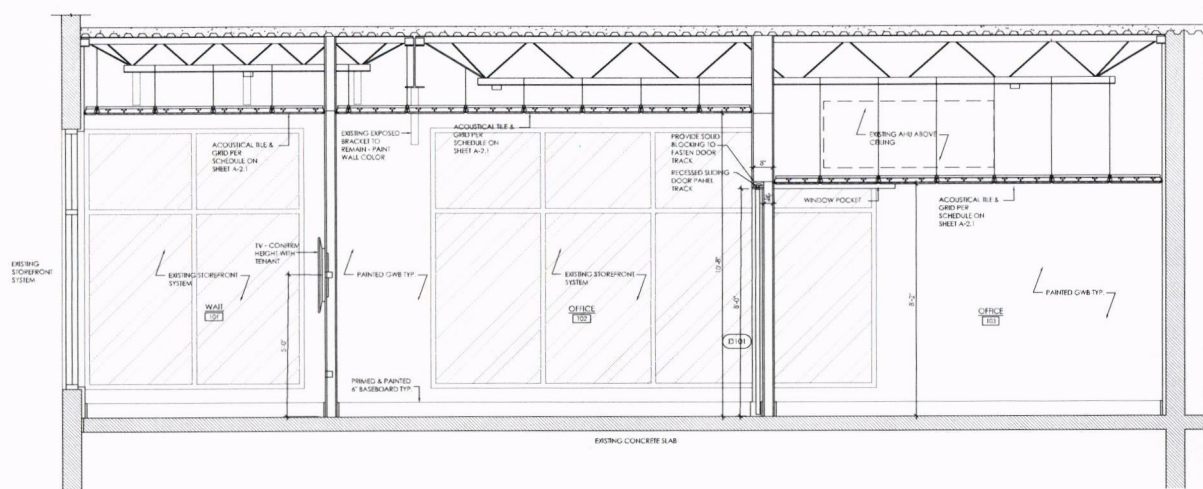 EXISTING
STOREFRONT
SYSTEM
ACOUSTICAL TILE &
GRID PER
SCHEDULE ON
SHEET A-2.1
EXISTING EXPOSED
BRACKET TO
REMAIN - PAINT
WALL COLOR
ACOUSTICAL TILE &
GRID PER
SCHEDULE ON
SHEET A-2.1
PROVIDE SOLID
BLOCKING TO
FASTEN DOOR
TRACK
RECESSED SLIDING
DOOR PANEL
TRACK
8"
EXISTING AHU ABOVE
CEILING
WINDOW POCKET
ACOUSTICAL TILE &
GRID PER
SCHEDULE ON
SHEET A-2.1
TV - CONFIRM
HEIGHT WITH
TENANT
EXISTING STOREFRONT
SYSTEM
PAINTED GWB TYP.
EXISTING STOREFRONT
SYSTEM
PAINTED GWB TYP.
WAIT
101
OFFICE
102
OFFICE
103
5'-0"
10'-8"
8'-0"
8'-2"
D101
PRIMED & PAINTED
6" BASEBOARD TYP.
EXISTING CONCRETE SLAB